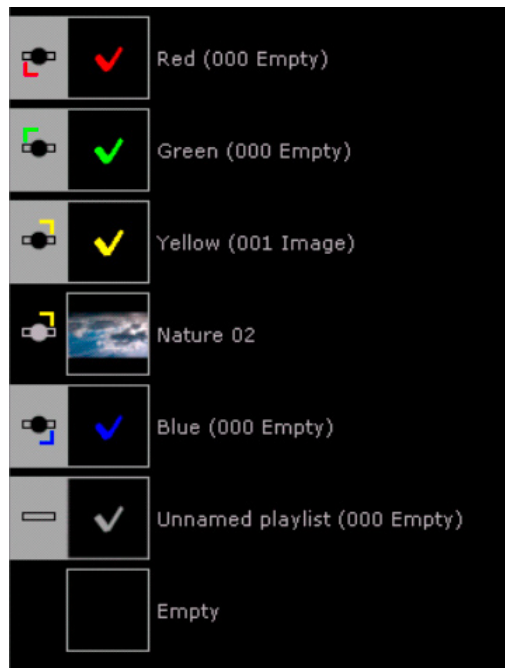 Red (000 Empty)
Green (000 Empty)
Yellow (001 Image)
Nature 02
Blue (000 Empty)
Unnamed playlist (000 Empty)
Empty